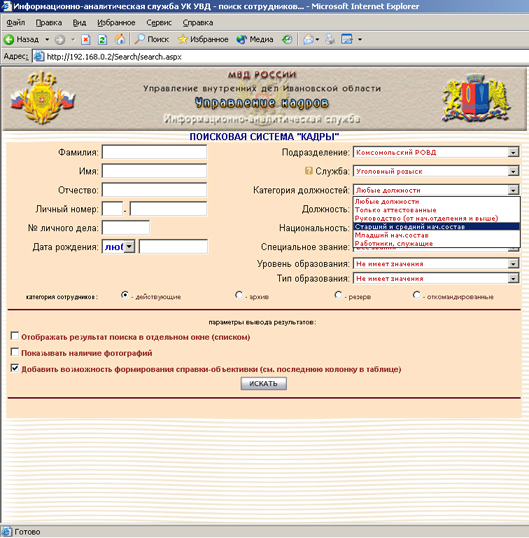 Информационно-аналитическая служба УК УВД - поиск сотрудников... - Microsoft Internet Explorer
Файл Правка Вид Избранное Сервис Справка
Назад Поиск Избранное Медиа
Адрес: http://192.168.0.2/Search/search.aspx
МВД РОССИИ
Управление внутренних дел Ивановской области
Управление кадров
Информационно-аналитическая служба
ПОИСКОВАЯ СИСТЕМА "КАДРЫ"
Фамилия: Подразделение: Комсомольский РОВД
Имя: ? Служба: Уголовный розыск
Отчество: Категория должностей: Любые должности
Любые должности
Только аттестованные
Личный номер: - Должность: Руководство (от нач.отделения и выше)
Старший и средний нач.состав
№ личного дела: Национальность: Младший нач.состав
Работники, служащие
Дата рождения: люб Специальное звание:
Уровень образования: Не имеет значения
Тип образования: Не имеет значения
категория сотрудников: - действующие - архив - резерв - откомандированные
параметры вывода результатов:
Отображать результат поиска в отдельном окне (списком)
Показывать наличие фотографий
Добавить возможность формирования справки-объективки (см. последнюю колонку в таблице)
ИСКАТЬ
Готово